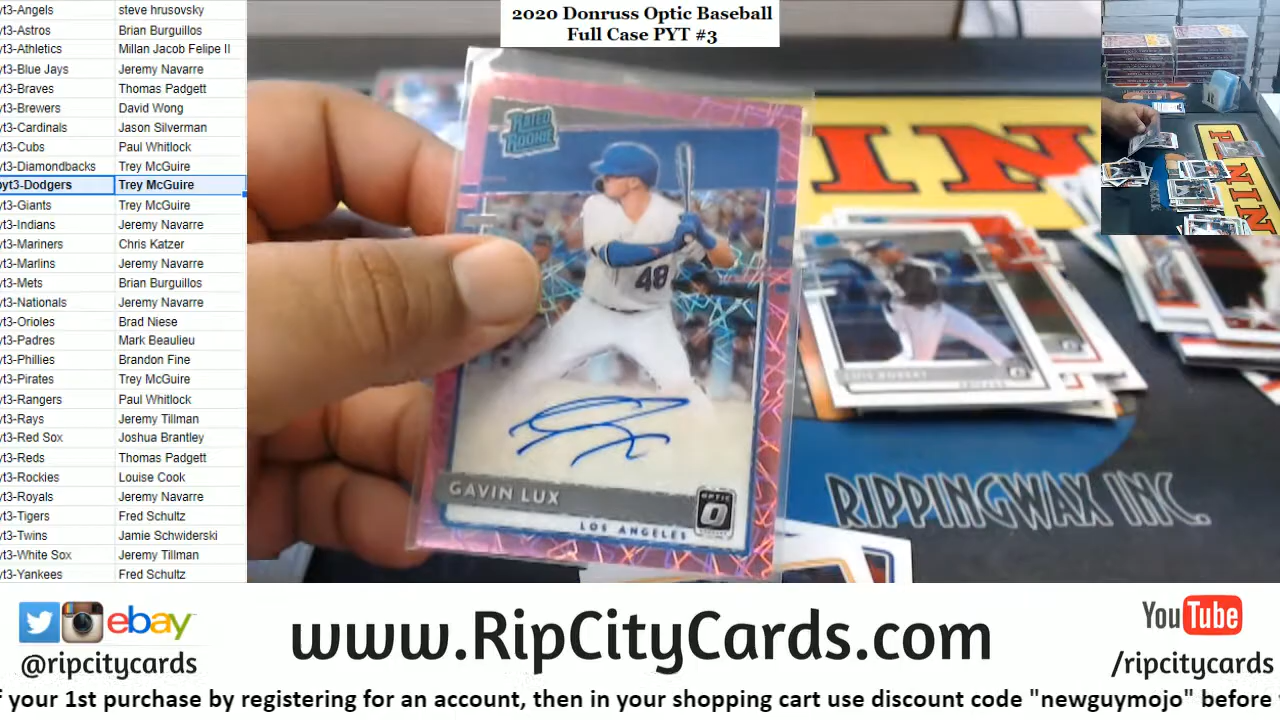 2020 Donruss Optic Baseball
Full Case PYT #3
yt3-Angels steve hrusovsky
yt3-Astros Brian Burguillos
yt3-Athletics Millan Jacob Felipe II
yt3-Blue Jays Jeremy Navarre
yt3-Braves Thomas Padgett
yt3-Brewers David Wong
yt3-Cardinals Jason Silverman
yt3-Cubs Paul Whitlock
yt3-Diamondbacks Trey McGuire
pyt3-Dodgers Trey McGuire
yt3-Giants Trey McGuire
yt3-Indians Jeremy Navarre
yt3-Mariners Chris Katzer
yt3-Marlins Jeremy Navarre
yt3-Mets Brian Burguillos
yt3-Nationals Jeremy Navarre
yt3-Orioles Brad Niese
yt3-Padres Mark Beaulieu
yt3-Phillies Brandon Fine
yt3-Pirates Trey McGuire
yt3-Rangers Paul Whitlock
yt3-Rays Jeremy Tillman
yt3-Red Sox Joshua Brantley
yt3-Reds Thomas Padgett
yt3-Rockies Louise Cook
yt3-Royals Jeremy Navarre
yt3-Tigers Fred Schultz
yt3-Twins Jamie Schwiderski
yt3-White Sox Jeremy Tillman
yt3-Yankees Fred Schultz
RATED
ROOKIE
48
GAVIN LUX
OPTIC
LOS ANGELES
INI
LUIS ROBERT
RIPPINGWAX INC.
ebay
@ripcitycards
www.RipCityCards.com
YouTube
/ripcitycards
f your 1st purchase by registering for an account, then in your shopping cart use discount code "newguymojo" before